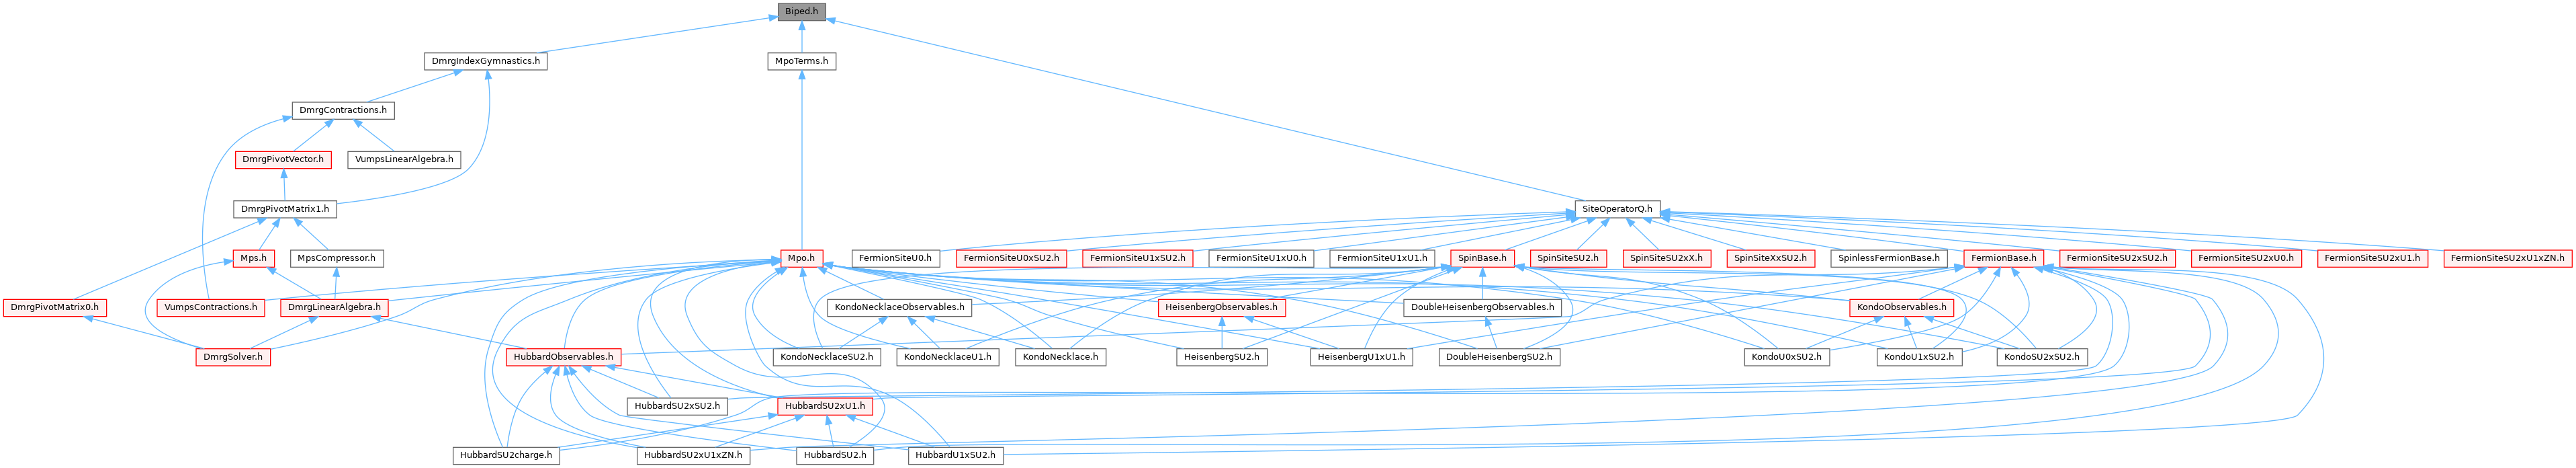 Biped.h
DmrgIndexGymnastics.h
MpoTerms.h
DmrgContractions.h
DmrgPivotVector.h
VumpsLinearAlgebra.h
DmrgPivotMatrix1.h
SiteOperatorQ.h
Mps.h
MpsCompressor.h
Mpo.h
FermionSiteU0.h
FermionSiteU0xSU2.h
FermionSiteU1xSU2.h
FermionSiteU1xU0.h
FermionSiteU1xU1.h
SpinBase.h
SpinSiteSU2.h
SpinSiteSU2xX.h
SpinSiteXxSU2.h
SpinlessFermionBase.h
FermionBase.h
FermionSiteSU2xSU2.h
FermionSiteSU2xU0.h
FermionSiteSU2xU1.h
FermionSiteSU2xU1xZN.h
DmrgPivotMatrix0.h
VumpsContractions.h
DmrgLinearAlgebra.h
KondoNecklaceObservables.h
HeisenbergObservables.h
DoubleHeisenbergObservables.h
KondoObservables.h
DmrgSolver.h
HubbardObservables.h
KondoNecklaceSU2.h
KondoNecklaceU1.h
KondoNecklace.h
HeisenbergSU2.h
HeisenbergU1xU1.h
DoubleHeisenbergSU2.h
KondoU0xSU2.h
KondoU1xSU2.h
KondoSU2xSU2.h
HubbardSU2xSU2.h
HubbardSU2xU1.h
HubbardSU2charge.h
HubbardSU2xU1xZN.h
HubbardSU2.h
HubbardU1xSU2.h